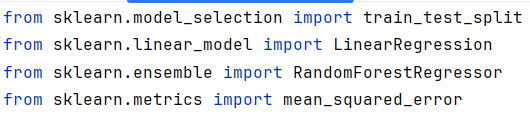 from sklearn.model_selection import train_test_split
from sklearn.linear_model import LinearRegression
from sklearn.ensemble import RandomForestRegressor
from sklearn.metrics import mean_squared_error